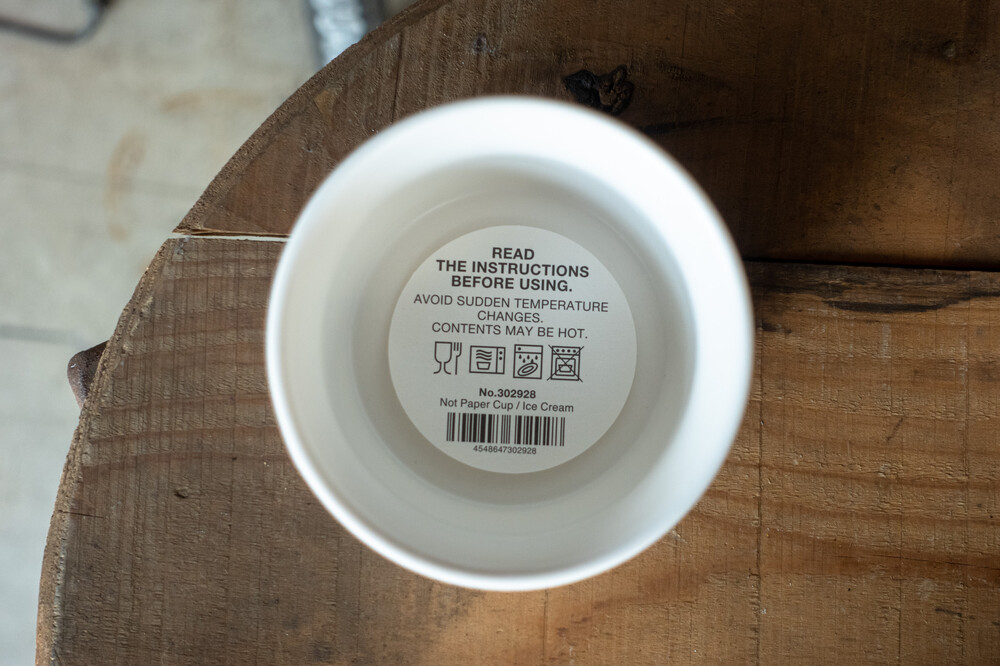 READ
THE INSTRUCTIONS
BEFORE USING.
AVOID SUDDEN TEMPERATURE
CHANGES.
CONTENTS MAY BE HOT.
No.302928
Not Paper Cup / Ice Cream
4548647302928